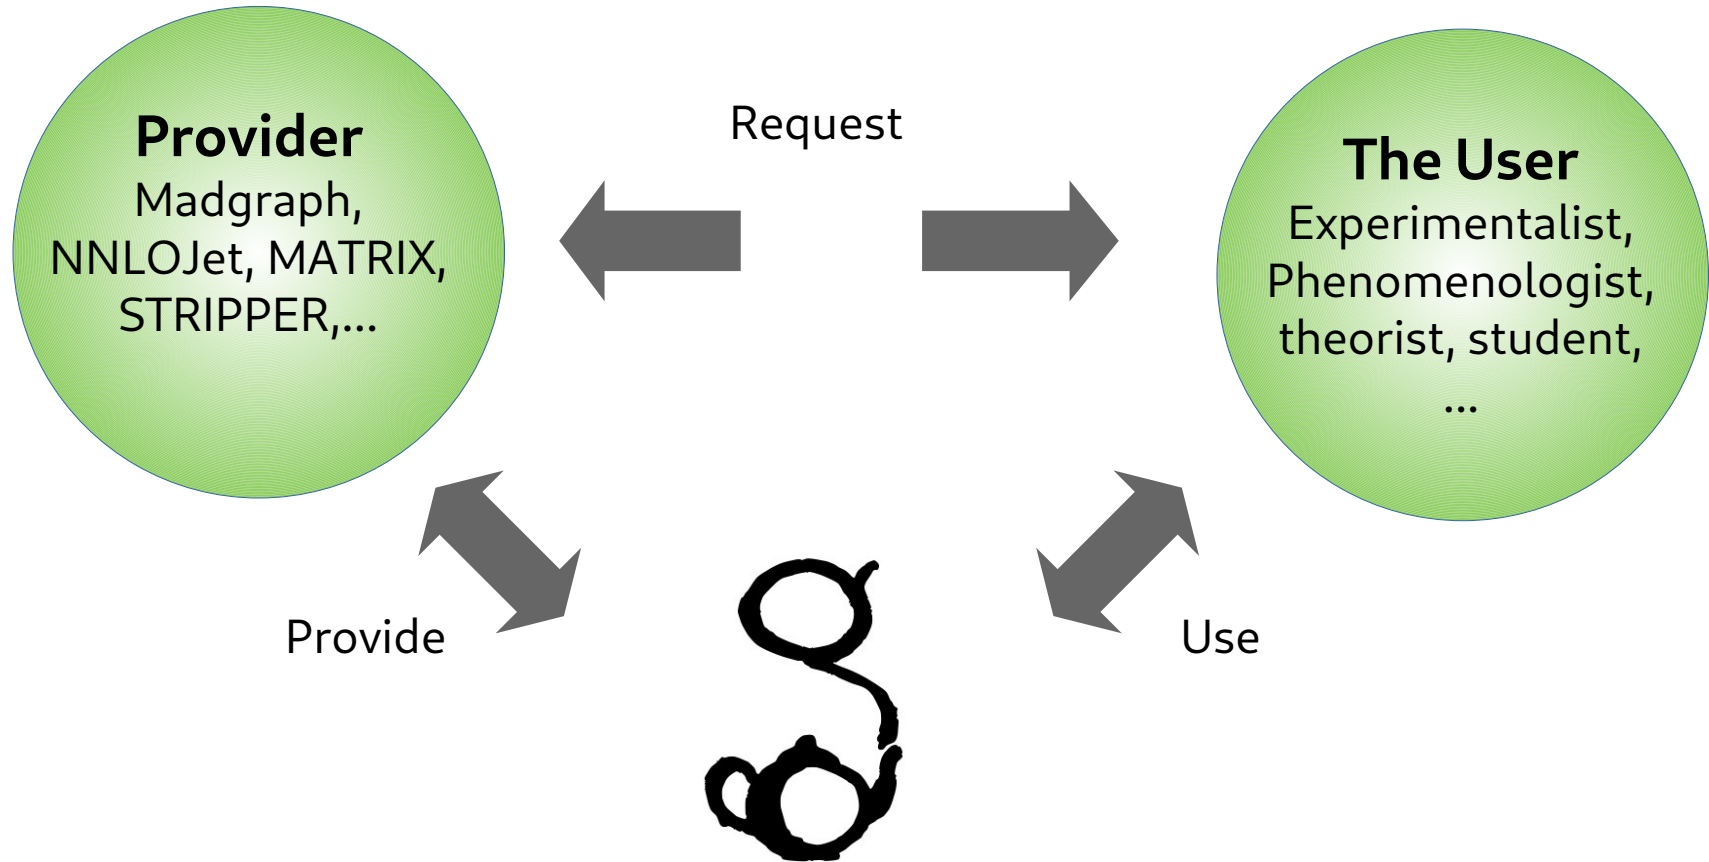 Provider
Madgraph,
NNLOJet, MATRIX,
STRIPPER,...
Request
The User
Experimentalist,
Phenomenologist,
theorist, student,
...
Provide
Use